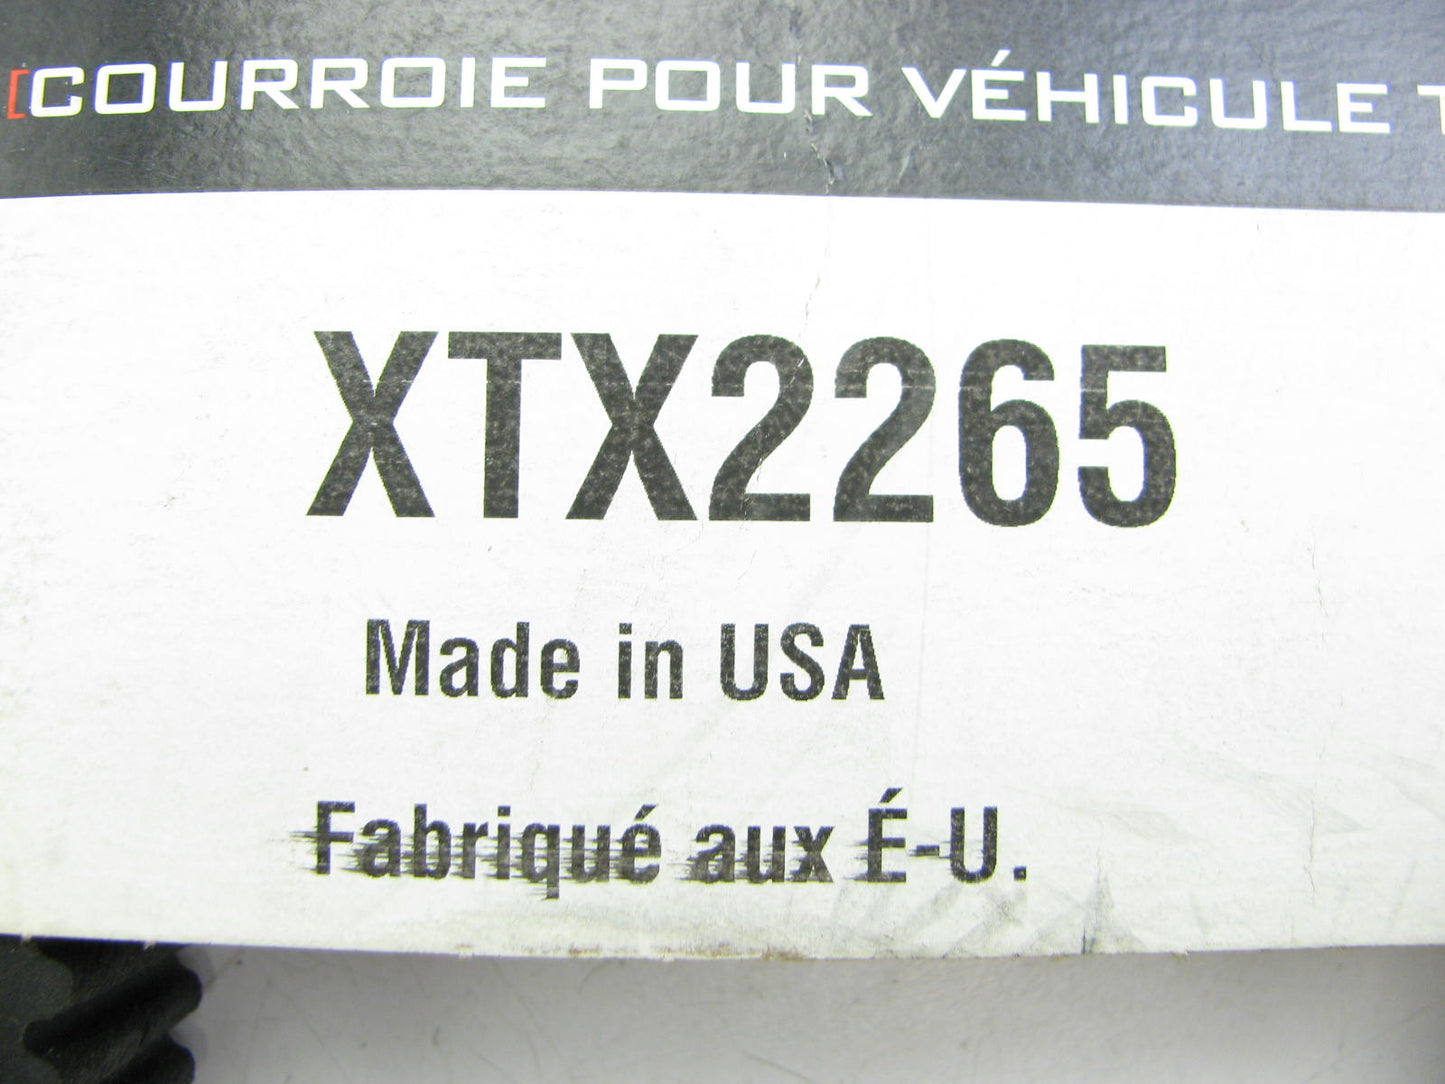 [COURROIE POUR VÉHICULE T
XTX2265
Made in USA
Fabriqué aux É-U.